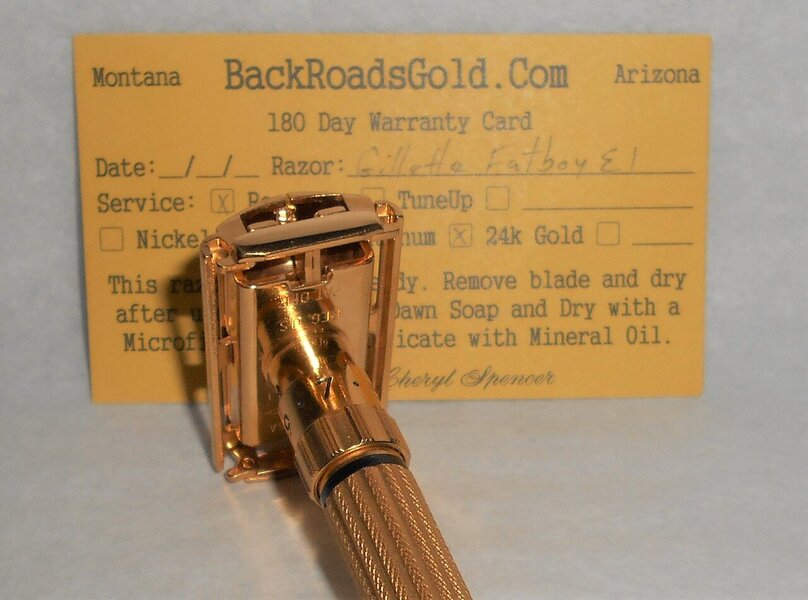 Montana BackRoadsGold.Com Arizona
180 Day Warranty Card
Date:__/__/__ Razor: Gillette Fatboy E1
Service: X TuneUp
Nickel X 24k Gold
This dy. Remove blade and dry
after Dawn Soap and Dry with a
Microf icate with Mineral Oil.
Cheryl Spencer
7